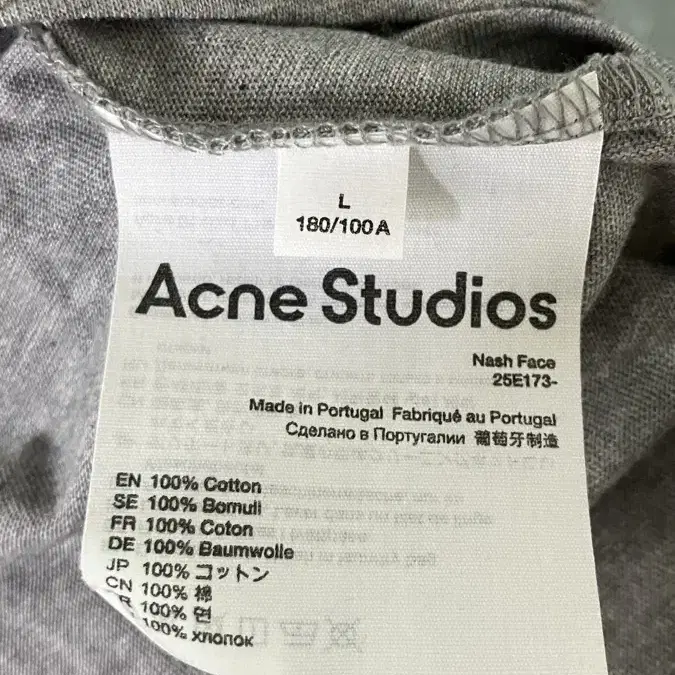 L
180/100A
Acne Studios
Nash Face
25E173-
Made in Portugal Fabriqué au Portugal
Сделано в Португалии 葡萄牙制造
EN 100% Cotton
SE 100% Bomull
FR 100% Coton
DE 100% Baumwolle
JP 100% コットン
CN 100% 棉
R 100% 면
100% хлопок